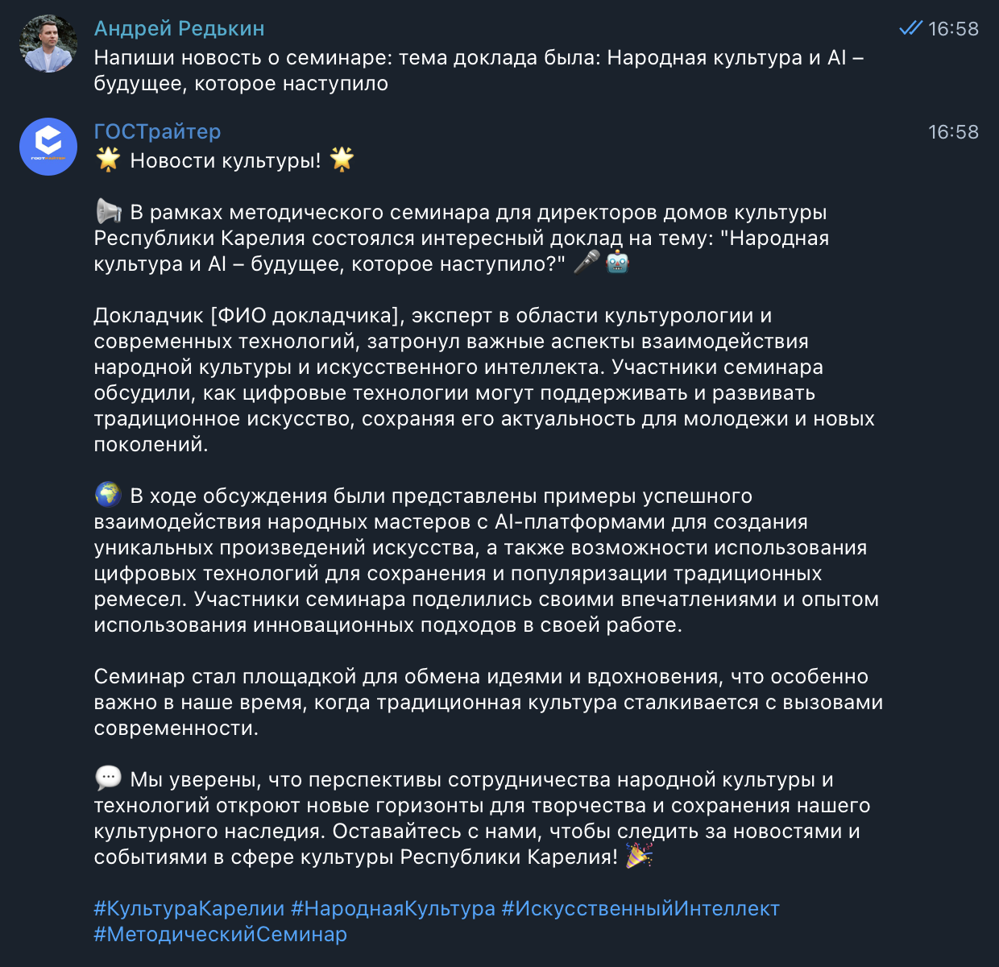 Андрей Редькин
16:58
Напиши новость о семинаре: тема доклада была: Народная культура и AI –
будущее, которое наступило
ГОСТрайтер
16:58
🌟 Новости культуры! 🌟
📢 В рамках методического семинара для директоров домов культуры
Республики Карелия состоялся интересный доклад на тему: "Народная
культура и AI – будущее, которое наступило?" 🎤🤖
Докладчик [ФИО докладчика], эксперт в области культурологии и
современных технологий, затронул важные аспекты взаимодействия
народной культуры и искусственного интеллекта. Участники семинара
обсудили, как цифровые технологии могут поддерживать и развивать
традиционное искусство, сохраняя его актуальность для молодежи и новых
поколений.
🌍 В ходе обсуждения были представлены примеры успешного
взаимодействия народных мастеров с AI-платформами для создания
уникальных произведений искусства, а также возможности использования
цифровых технологий для сохранения и популяризации традиционных
ремесел. Участники семинара поделились своими впечатлениями и опытом
использования инновационных подходов в своей работе.
Семинар стал площадкой для обмена идеями и вдохновения, что особенно
важно в наше время, когда традиционная культура сталкивается с вызовами
современности.
💬 Мы уверены, что перспективы сотрудничества народной культуры и
технологий откроют новые горизонты для творчества и сохранения нашего
культурного наследия. Оставайтесь с нами, чтобы следить за новостями и
событиями в сфере культуры Республики Карелия! 🎉
#КультураКарелии #НароднаяКультура #ИскусственныйИнтеллект
#МетодическийСеминар